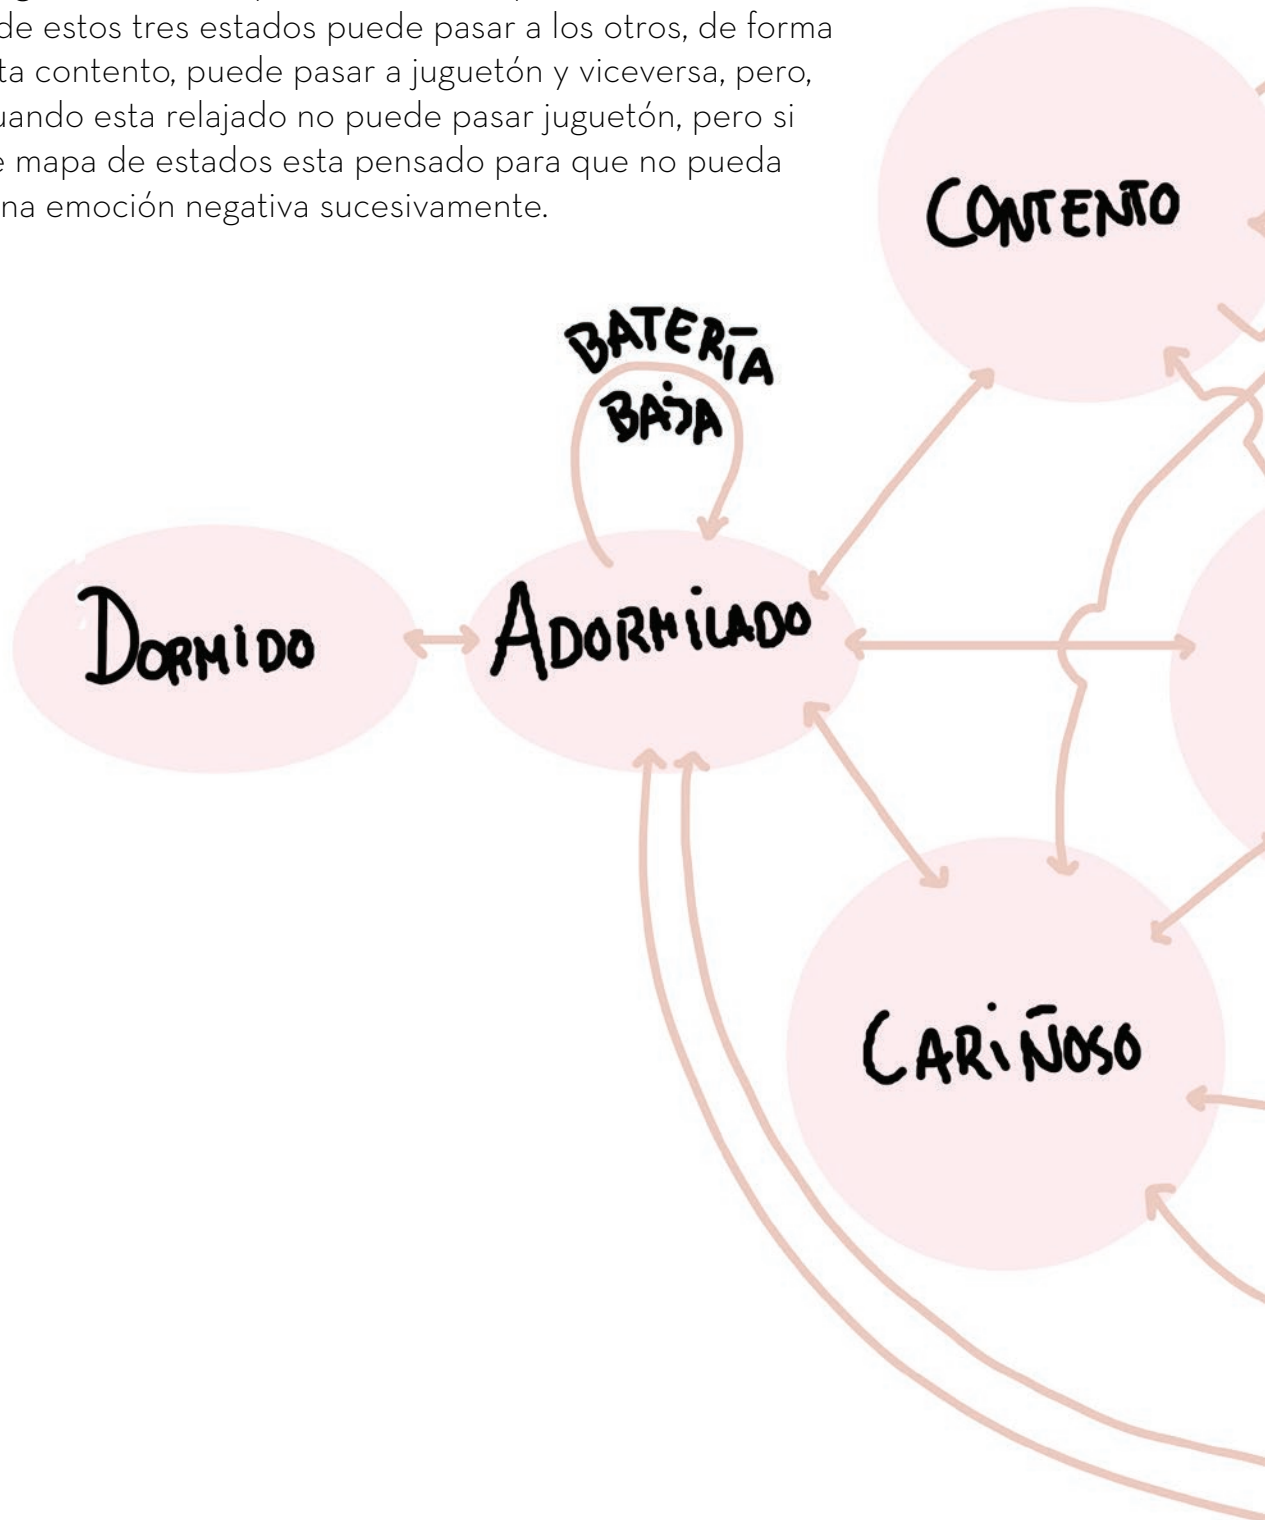 de estos tres estados puede pasar a los otros, de forma
ta contento, puede pasar a juguetón y viceversa, pero,
uando esta relajado no puede pasar juguetón, pero si
e mapa de estados esta pensado para que no pueda
na emoción negativa sucesivamente.
CONTENTO
BATERÍA
BAJA
DORMIDO
ADORMILADO
CARIÑOSO